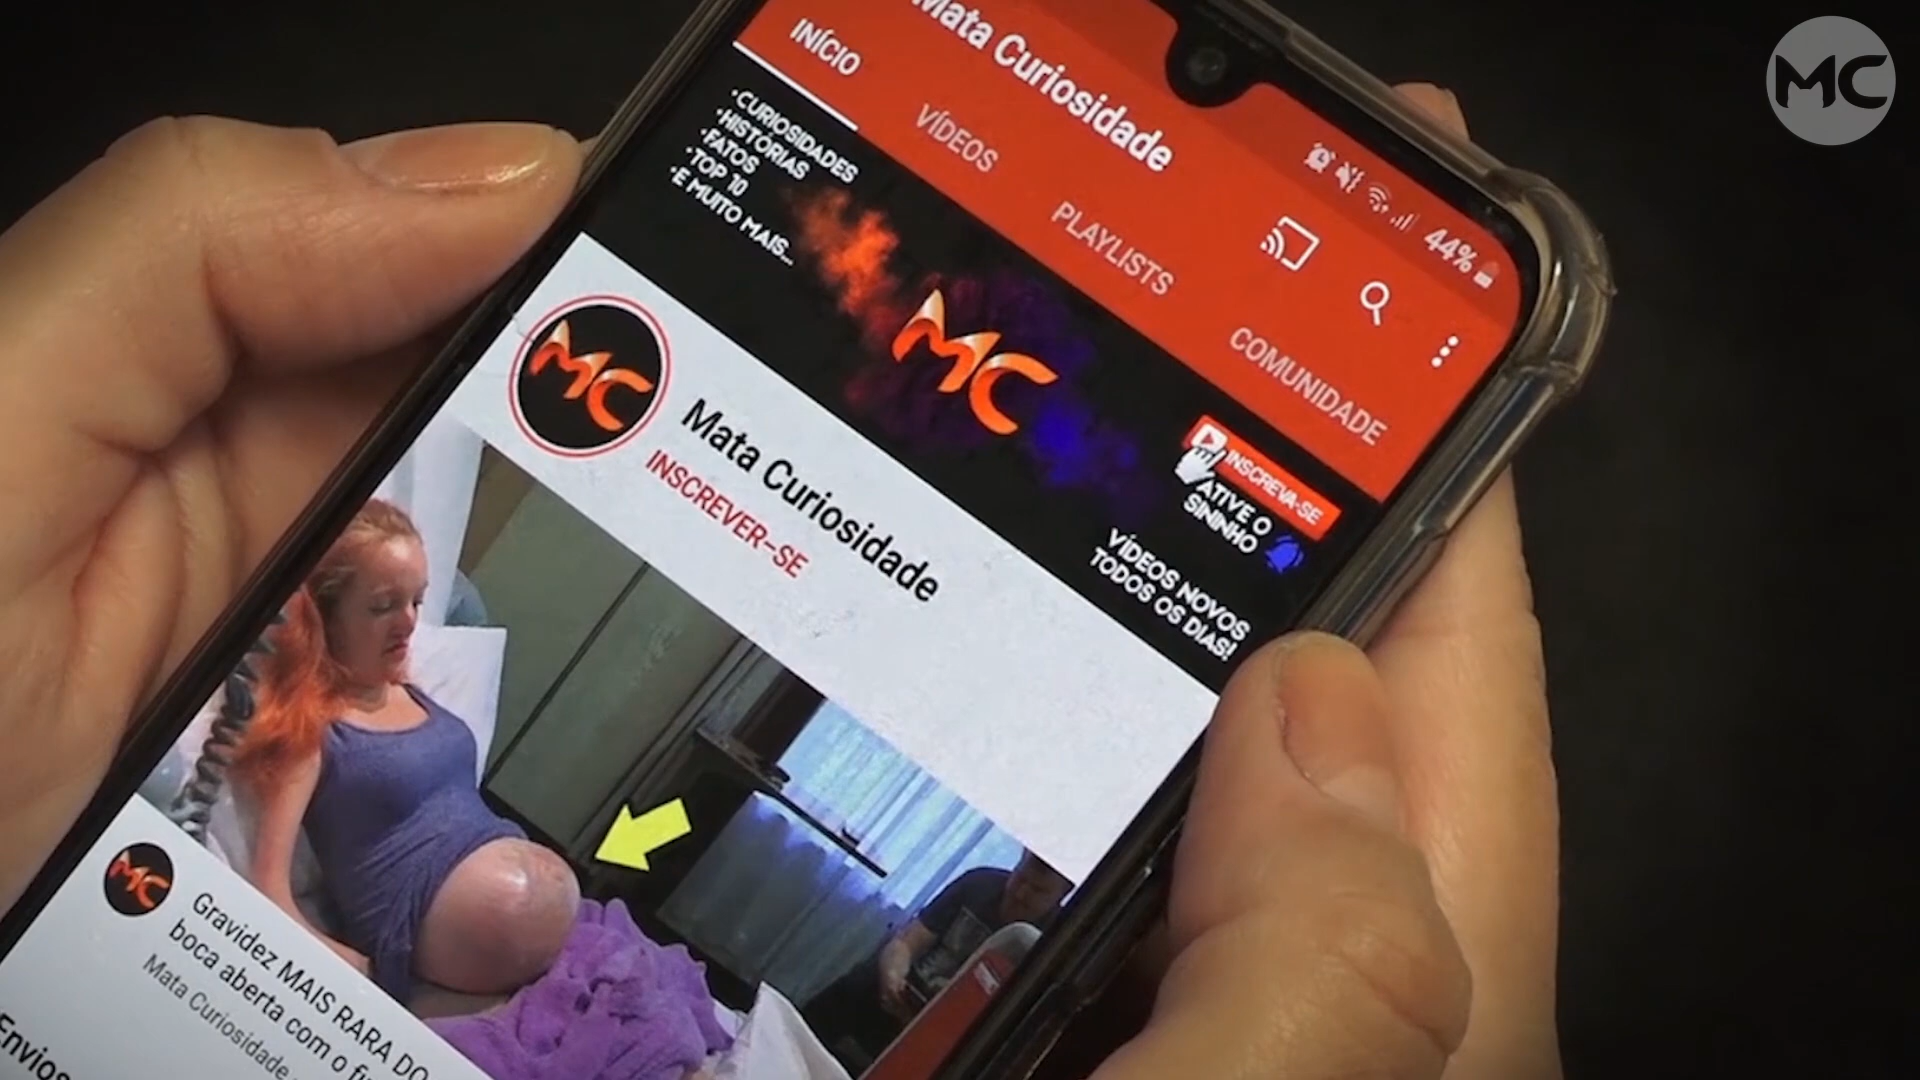 MC
Mata Curiosidade
44%
INÍCIO
VÍDEOS
PLAYLISTS
COMUNIDADE
•CURIOSIDADES
•HISTÓRIAS
•FATOS
•TOP 10
•E MUITO MAIS...
MC
INSCREVA-SE
ATIVE O
SININHO
VÍDEOS NOVOS
TODOS OS DIAS!
MC
Mata Curiosidade
INSCREVER-SE
MC
Gravidez MAIS RARA DO
boca aberta com o
Mata Curiosidade
Envios